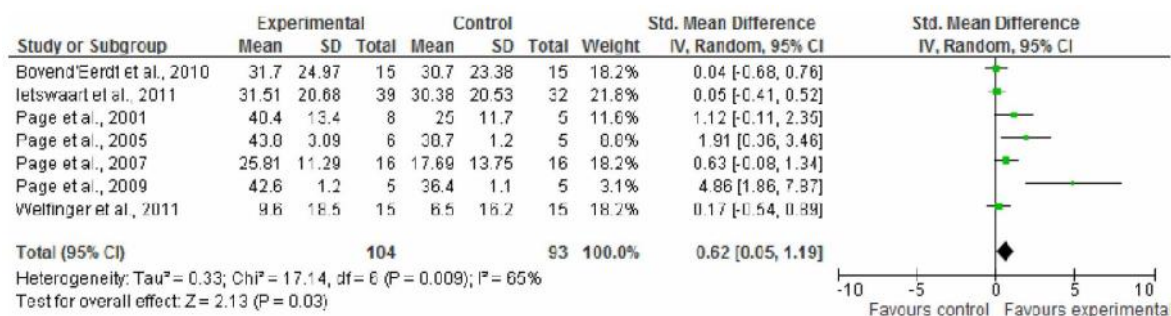 Experimental Control Std. Mean Difference Std. Mean Difference
Study or Subgroup Mean SD Total Mean SD Total Weight IV, Random, 95% CI IV, Random, 95% CI
Bovend'Eerdt et al., 2010 31.7 24.97 15 30.7 23.38 15 18.2% 0.04 [-0.68, 0.76]
Ietswaart et al., 2011 31.51 20.68 39 30.38 20.53 32 21.8% 0.05 [-0.41, 0.52]
Page et al., 2001 40.4 13.4 8 25 11.7 5 11.6% 1.12 [-0.11, 2.35]
Page et al., 2005 6 38.7 1.2 5 1.91 [0.36, 3.46]
Page et al., 2007 25.81 11.29 16 17.69 13.75 16 18.2% 0.63 [-0.08, 1.34]
Page et al., 2009 42.6 1.2 5 36.4 1.1 5 3.1% 4.86 [1.86, 7.87]
Welfinger et al., 2011 9.6 18.5 15 6.5 16.2 15 18.2% 0.17 [-0.54, 0.89]
Total (95% CI) 104 93 100.0% 0.62 [0.05, 1.19]
Heterogeneity: Tau² = 0.33; Chi² = 17.14, df = 6 (P = 0.009); I² = 65%
Test for overall effect: Z = 2.13 (P = 0.03)
-10 -5 0 5 10
Favours control Favours experimental